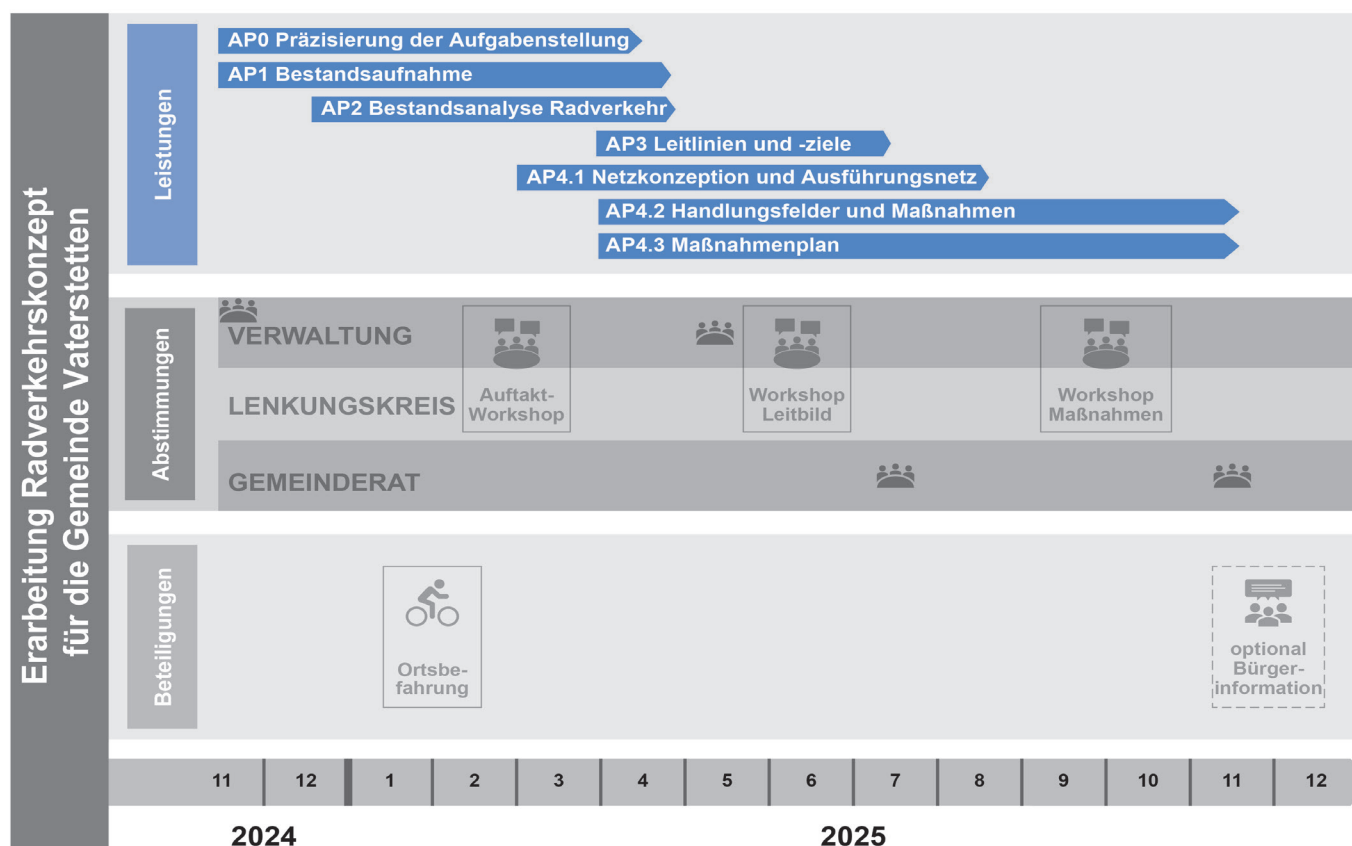 Erarbeitung Radverkehrskonzept
für die Gemeinde Vaterstetten
Leistungen
AP0 Präzisierung der Aufgabenstellung
AP1 Bestandsaufnahme
AP2 Bestandsanalyse Radverkehr
AP3 Leitlinien und -ziele
AP4.1 Netzkonzeption und Ausführungsnetz
AP4.2 Handlungsfelder und Maßnahmen
AP4.3 Maßnahmenplan
Abstimmungen
VERWALTUNG
LENKUNGSKREIS
GEMEINDERAT
Auftakt-
Workshop
Workshop
Leitbild
Workshop
Maßnahmen
Beteiligungen
Ortsbe-
fahrung
optional
Bürger-
information
11 12 1 2 3 4 5 6 7 8 9 10 11 12
2024 2025